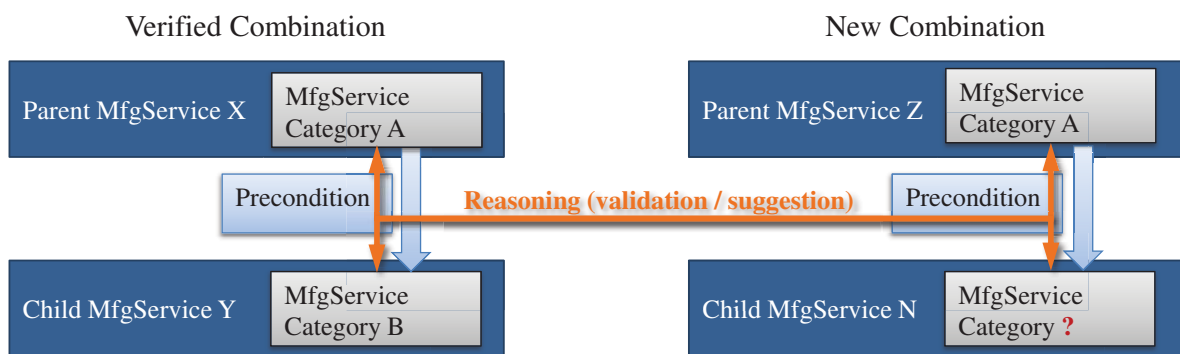 Verified Combination
New Combination
Parent MfgService X
MfgService
Category A
Parent MfgService Z
MfgService
Category A
Precondition
Reasoning (validation / suggestion)
Precondition
Child MfgService Y
MfgService
Category B
Child MfgService N
MfgService
Category ?